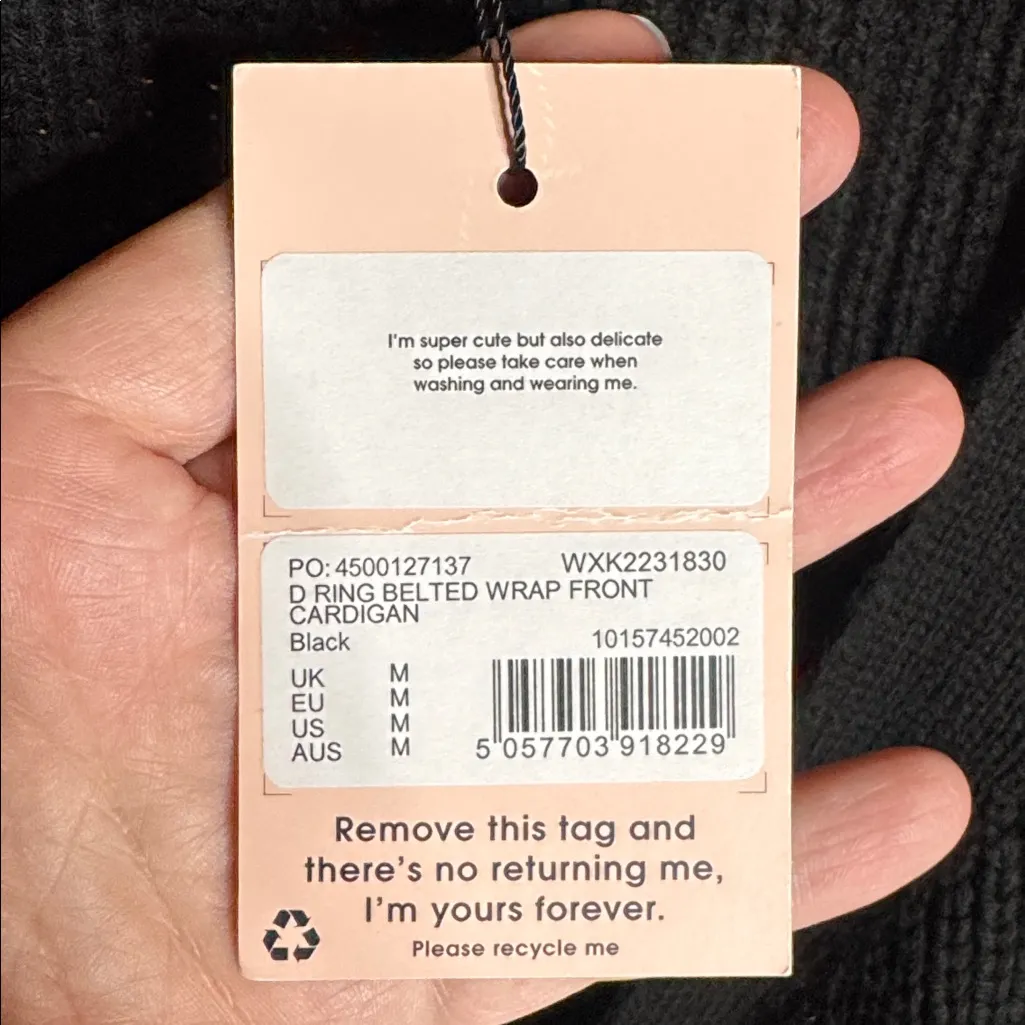 I'm super cute but also delicate
so please take care when
washing and wearing me.
PO: 4500127137 WXK2231830
D RING BELTED WRAP FRONT
CARDIGAN
Black 10157452002
UK M
EU M
US M
AUS M
5 057703 918229
Remove this tag and
there's no returning me,
I'm yours forever.
Please recycle me